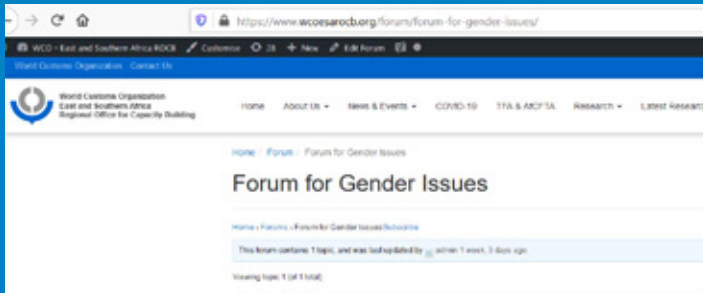 https://www.wcoesarocb.org/forum/forum-for-gender-issues/
WCO - East and Southern Africa ROCB Customise 28 + New Edit Forum
World Customs Organization Contact Us
World Customs Organization
East and Southern Africa
Regional Office for Capacity Building
Home About Us News & Events COVID-19 TFA & AfCFTA Research Latest Researc
Home / Forum / Forum for Gender Issues
Forum for Gender Issues
Home › Forums › Forum for Gender Issues Subscribe
This forum contains 1 topic, and was last updated by admin 1 week, 3 days ago.
Viewing topic 1 (of 1 total)